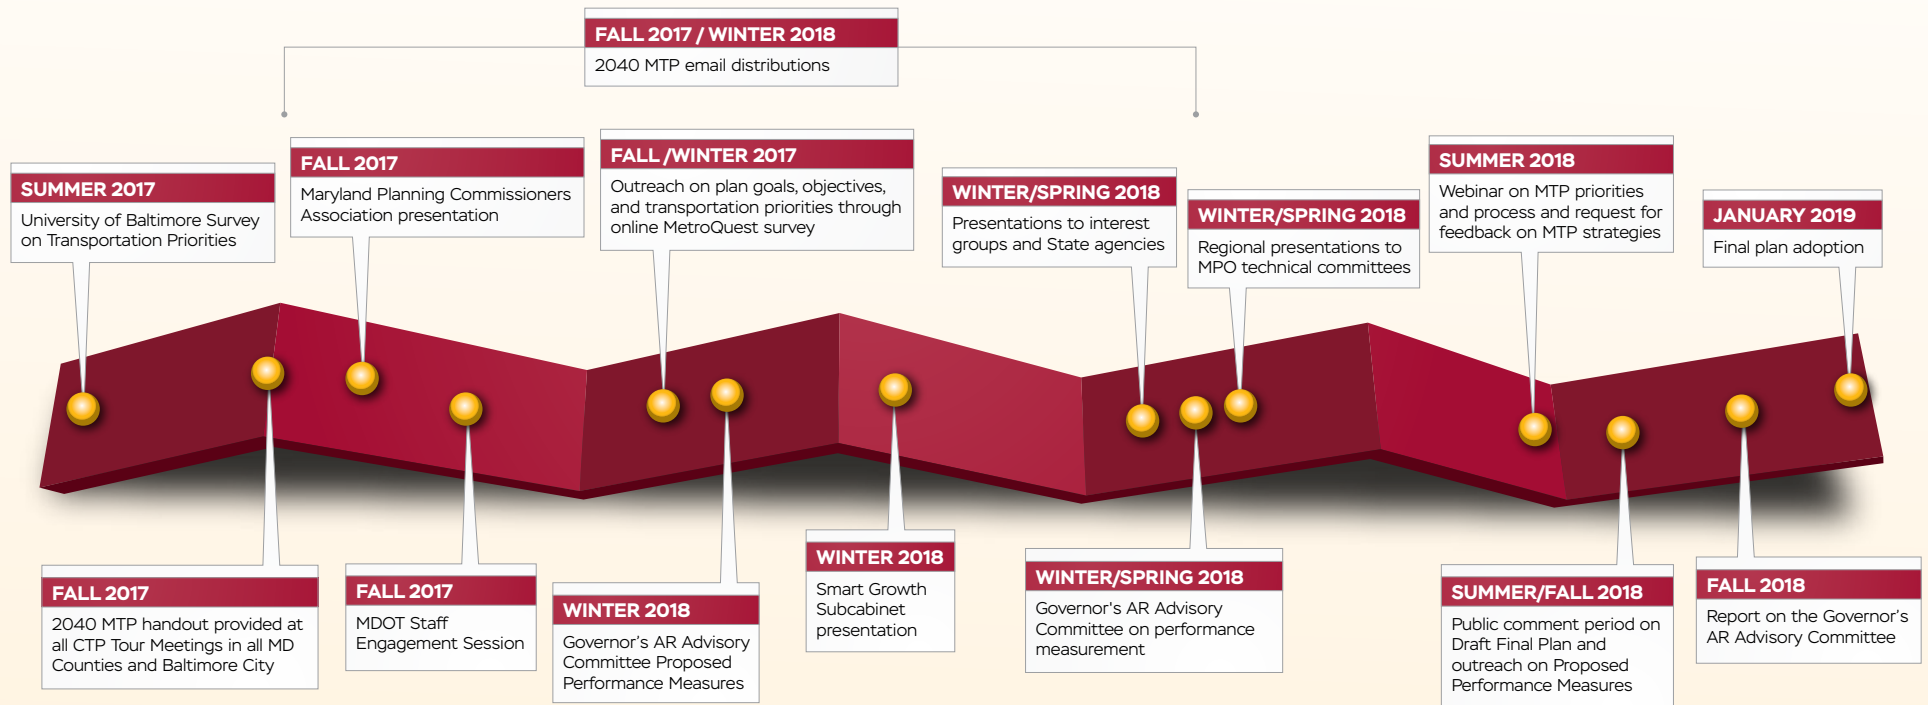 FALL 2017 / WINTER 2018
2040 MTP email distributions
SUMMER 2017
University of Baltimore Survey
on Transportation Priorities
FALL 2017
Maryland Planning Commissioners
Association presentation
FALL /WINTER 2017
Outreach on plan goals, objectives,
and transportation priorities through
online MetroQuest survey
WINTER/SPRING 2018
Presentations to interest
groups and State agencies
WINTER/SPRING 2018
Regional presentations to
MPO technical committees
SUMMER 2018
Webinar on MTP priorities
and process and request for
feedback on MTP strategies
JANUARY 2019
Final plan adoption
FALL 2017
2040 MTP handout provided at
all CTP Tour Meetings in all MD
Counties and Baltimore City
FALL 2017
MDOT Staff
Engagement Session
WINTER 2018
Governor's AR Advisory
Committee Proposed
Performance Measures
WINTER 2018
Smart Growth
Subcabinet
presentation
WINTER/SPRING 2018
Governor's AR Advisory
Committee on performance
measurement
SUMMER/FALL 2018
Public comment period on
Draft Final Plan and
outreach on Proposed
Performance Measures
FALL 2018
Report on the Governor's
AR Advisory Committee